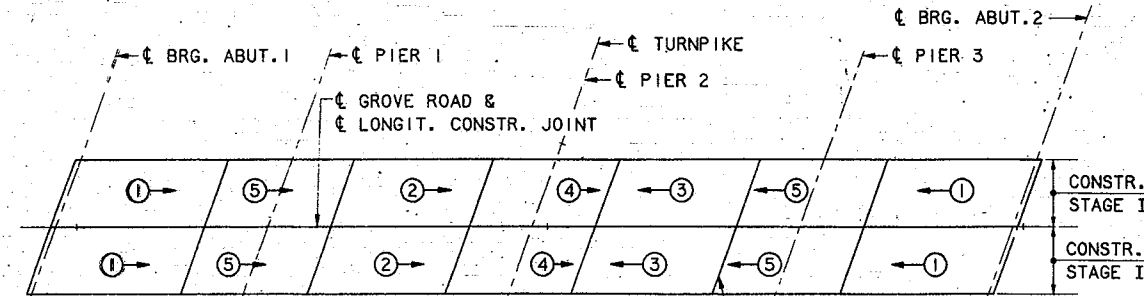 ℄ BRG. ABUT.2
℄ BRG. ABUT.1
℄ PIER 1
℄ TURNPIKE
℄ PIER 3
℄ PIER 2
℄ GROVE ROAD &
℄ LONGIT. CONSTR. JOINT
1 5 2 4 3 5 1
CONSTR.
STAGE I
1 5 2 4 3 5 1
CONSTR.
STAGE I